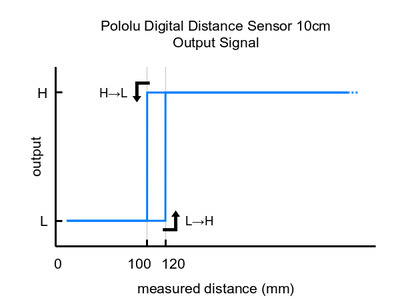 Pololu Digital Distance Sensor 10cm
Output Signal
H
H→L
output
L
L→H
0
100
120
measured distance (mm)